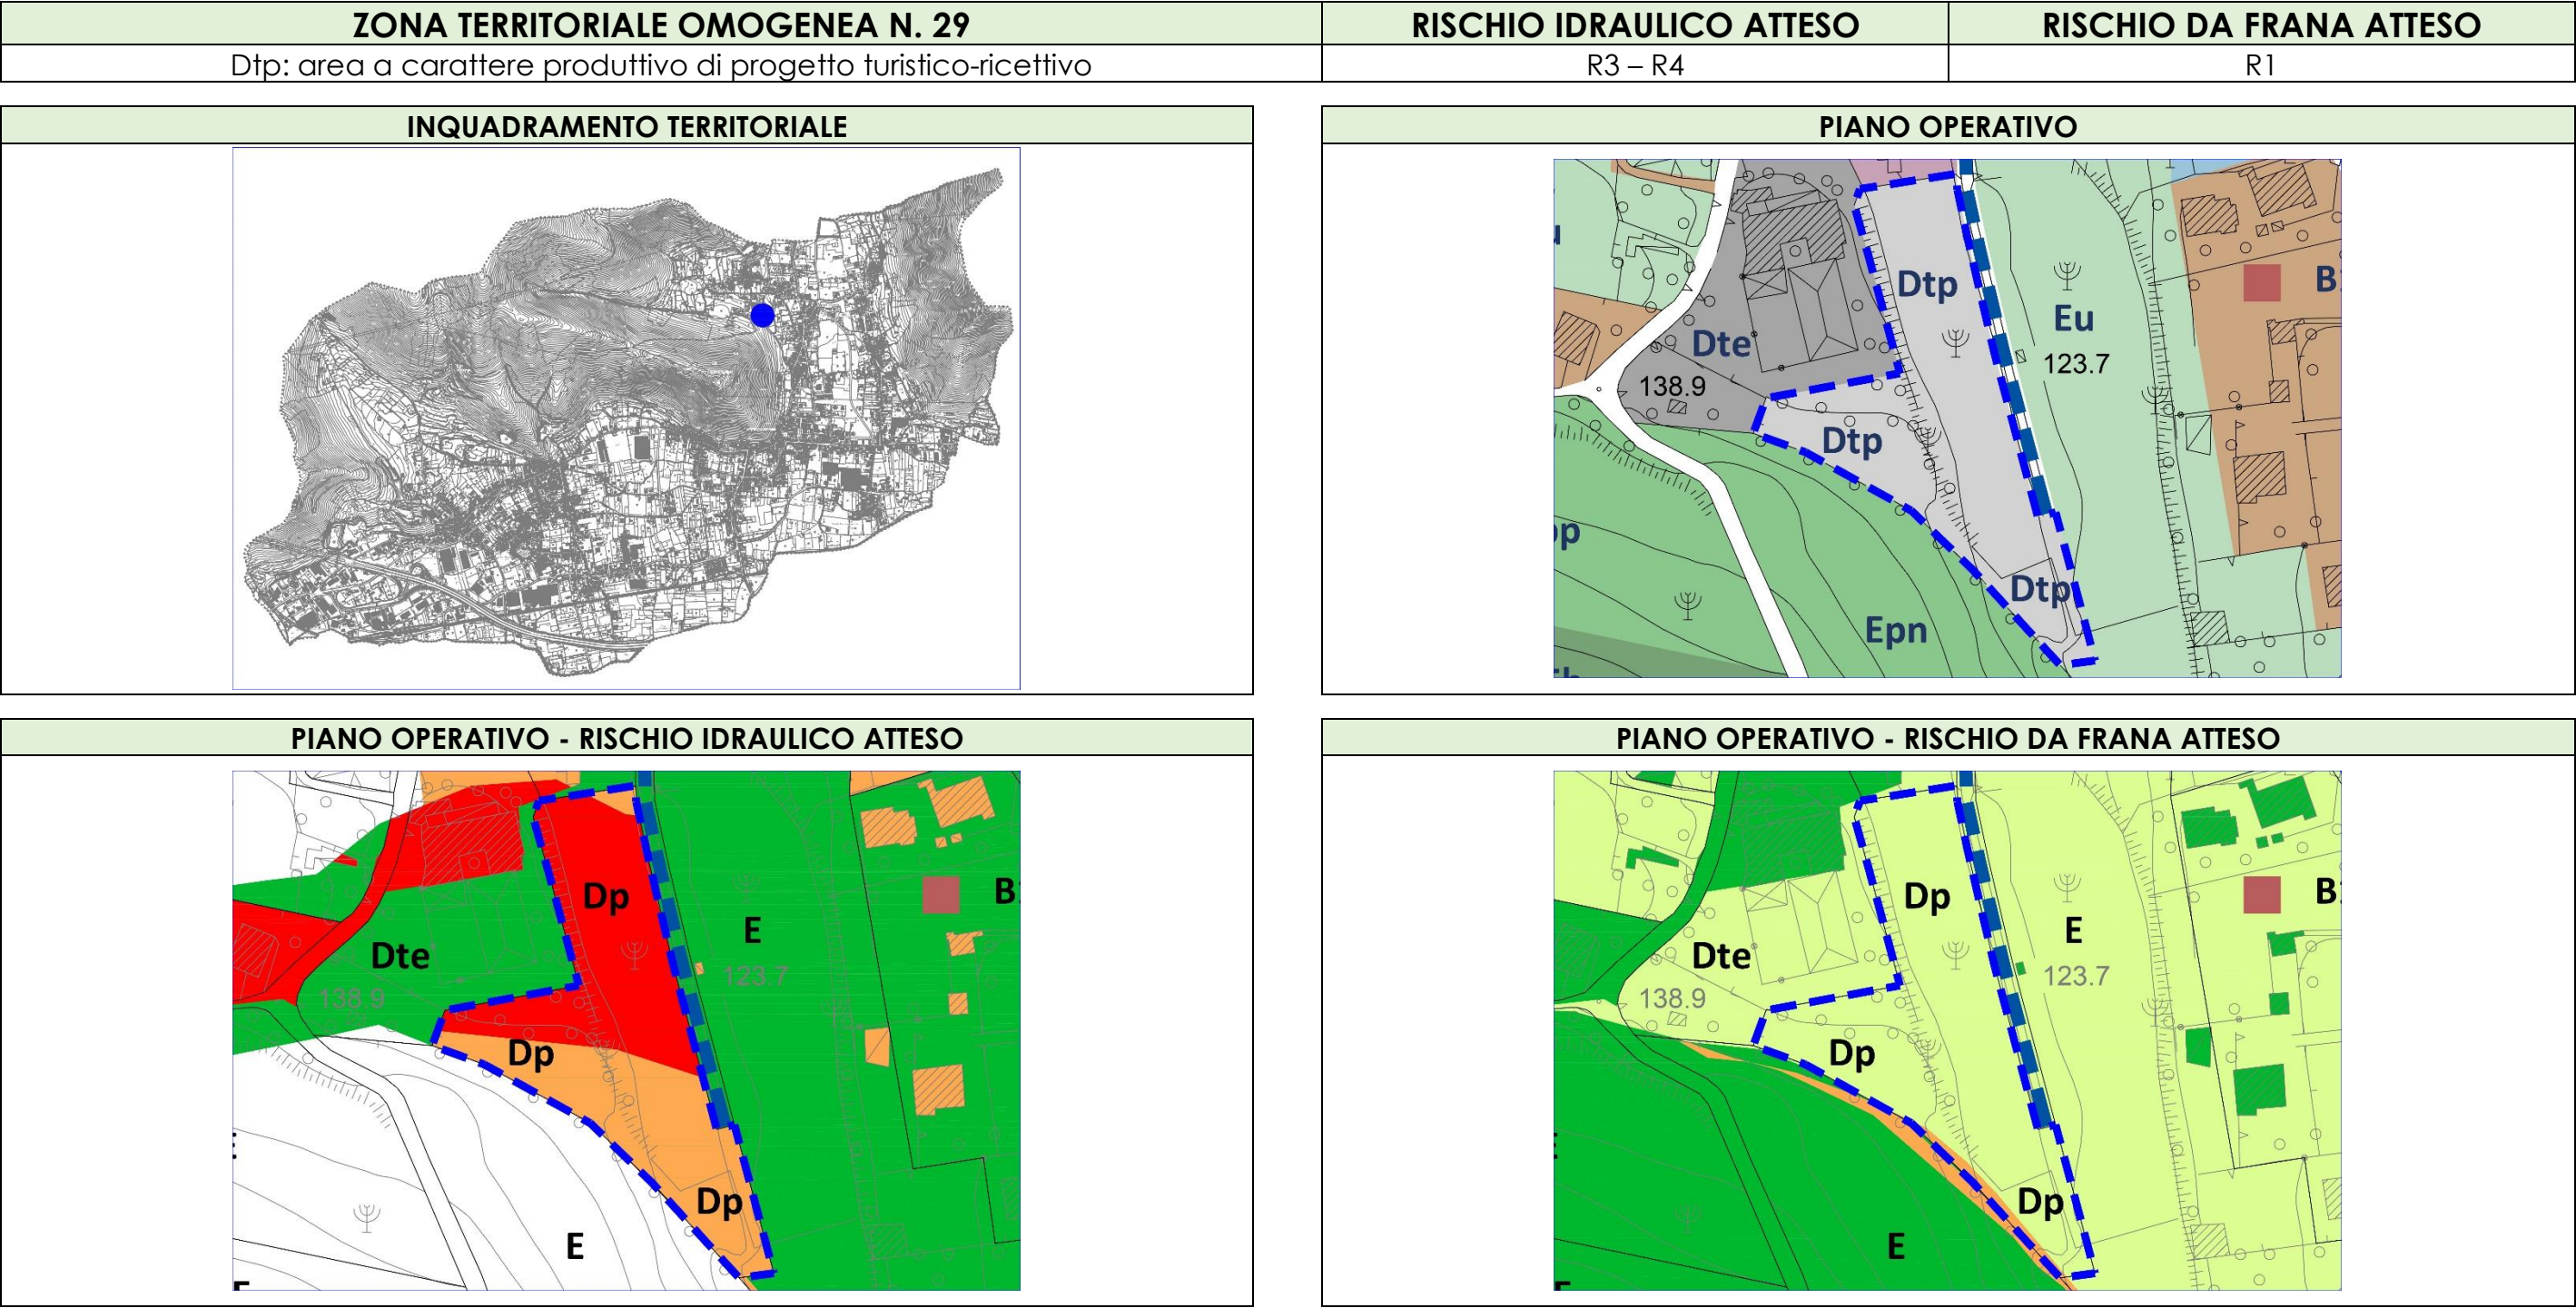 ZONA TERRITORIALE OMOGENEA N. 29
RISCHIO IDRAULICO ATTESO
RISCHIO DA FRANA ATTESO
Dtp: area a carattere produttivo di progetto turistico-ricettivo
R3 – R4
R1
INQUADRAMENTO TERRITORIALE
PIANO OPERATIVO
Dtp
B
Eu
Dte
123.7
138.9
Dtp
Dtp
Epn
PIANO OPERATIVO - RISCHIO IDRAULICO ATTESO
PIANO OPERATIVO - RISCHIO DA FRANA ATTESO
Dp
B
E
Dte
123.7
138.9
Dp
Dp
E
Dp
B
E
Dte
123.7
138.9
Dp
Dp
E